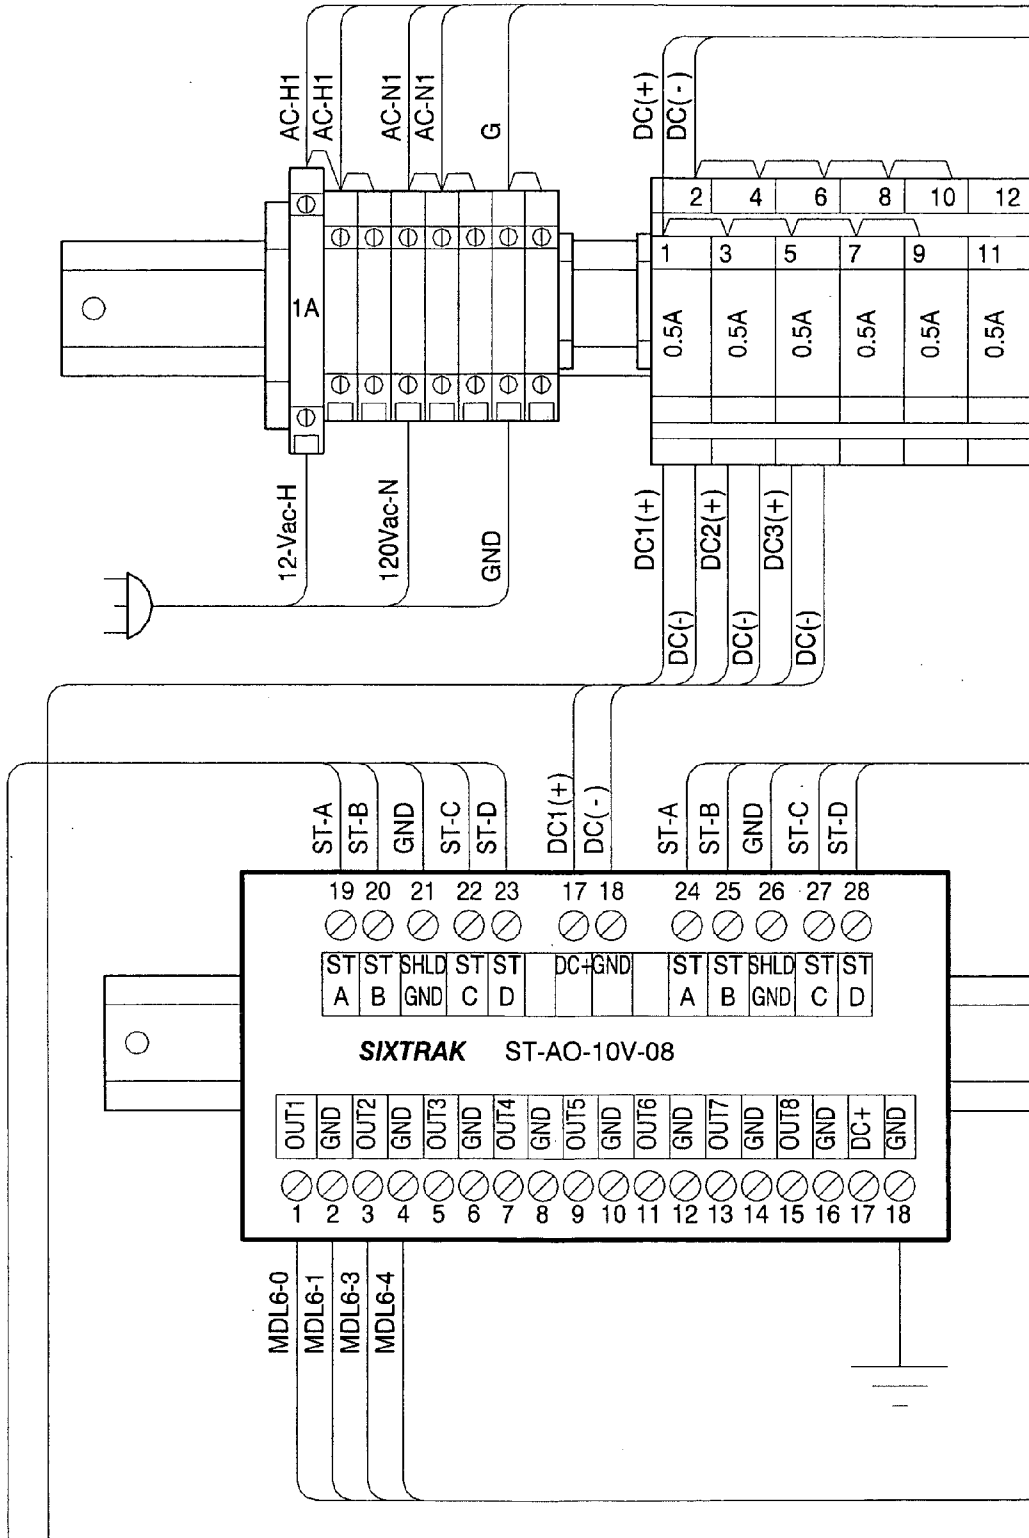 AC-H1
AC-H1
AC-N1
AC-N1
G
DC(+)
DC(-)
2 4 6 8 10 12
1 3 5 7 9 11
1A
0.5A 0.5A 0.5A 0.5A 0.5A 0.5A
12-Vac-H
120Vac-N
GND
DC1(+)
DC2(+)
DC3(+)
DC(-)
DC(-)
DC(-)
ST-A
ST-B
GND
ST-C
ST-D
DC1(+)
DC(-)
ST-A
ST-B
GND
ST-C
ST-D
19 20 21 22 23 17 18 24 25 26 27 28
ST ST SHLD ST ST DC+ GND ST ST SHLD ST ST
A B GND C D A B GND C D
SIXTRAK ST-AO-10V-08
OUT1 GND OUT2 GND OUT3 GND OUT4 GND OUT5 GND OUT6 GND OUT7 GND OUT8 GND DC+ GND
1 2 3 4 5 6 7 8 9 10 11 12 13 14 15 16 17 18
MDL6-0
MDL6-1
MDL6-3
MDL6-4